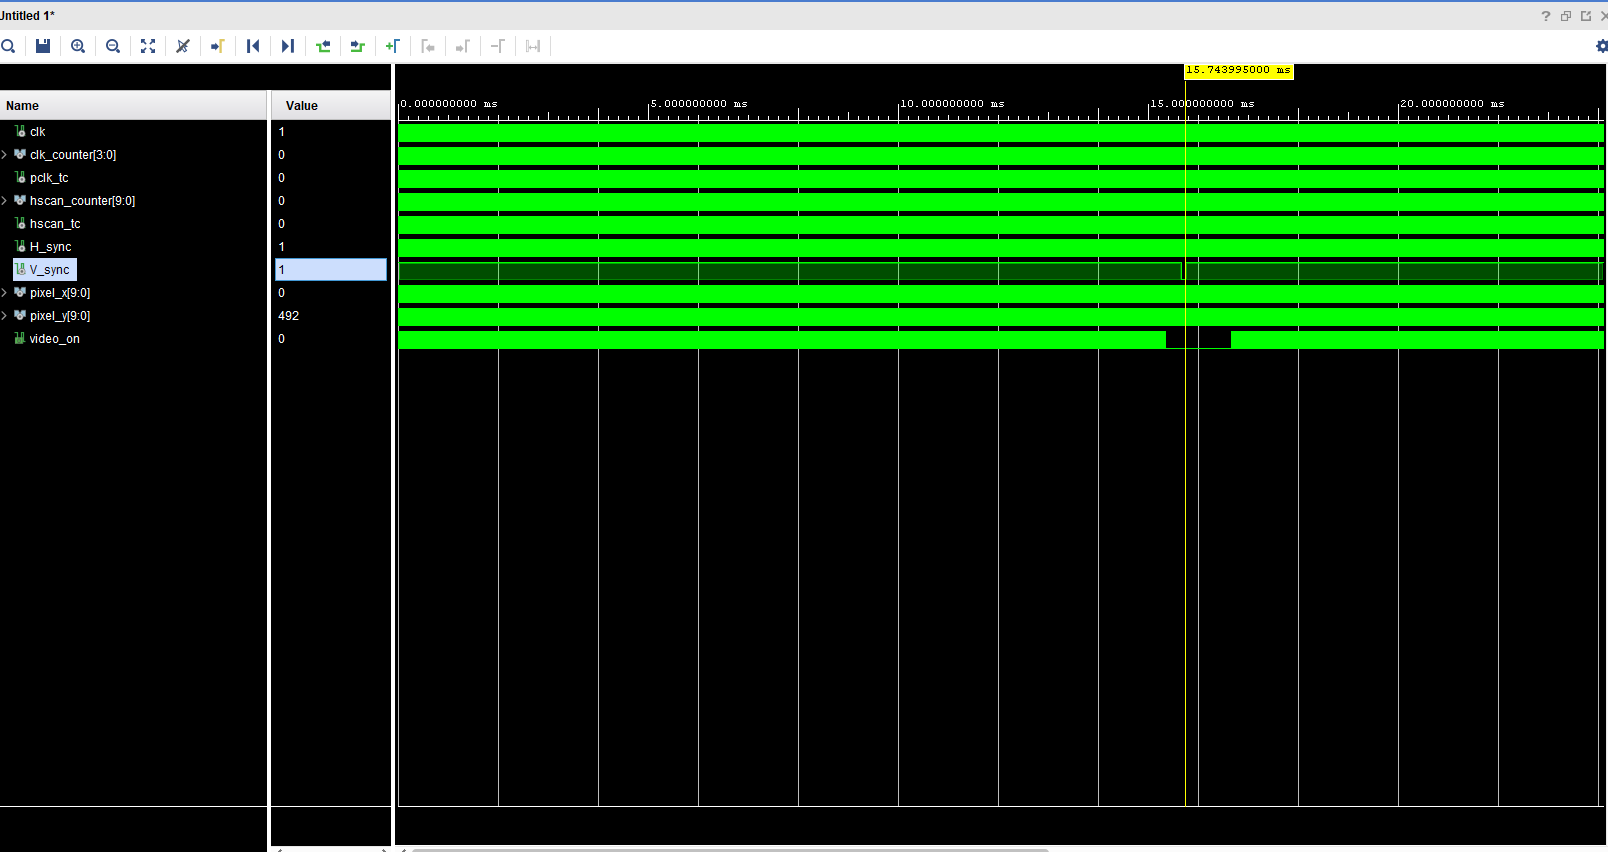 Untitled 1*
?
15.743995000 ms
Name
Value
0.000000000 ms
5.000000000 ms
10.000000000 ms
15.000000000 ms
20.000000000 ms
clk 1
clk_counter[3:0] 0
pclk_tc 0
hscan_counter[9:0] 0
hscan_tc 0
H_sync 1
V_sync 1
pixel_x[9:0] 0
pixel_y[9:0] 492
video_on 0